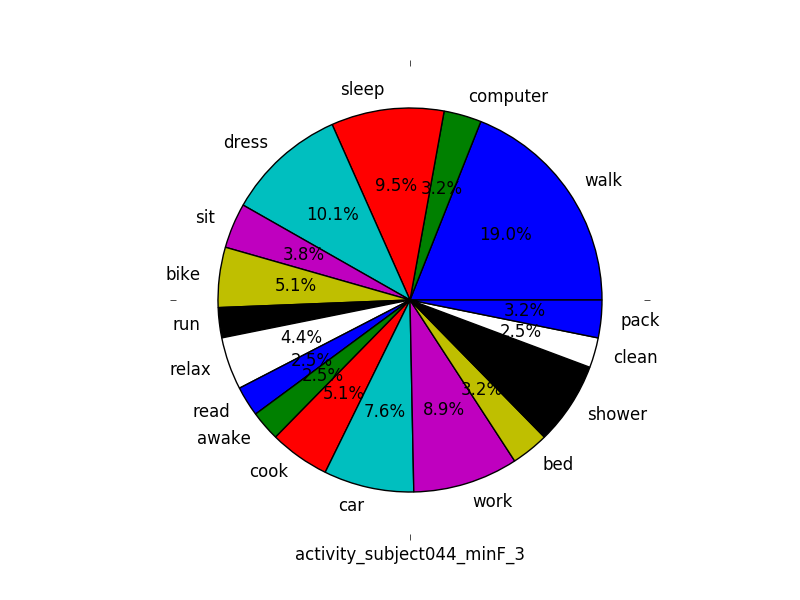 sleep
computer
dress
walk
9.5%
3.2%
10.1%
sit
19.0%
3.8%
bike
5.1%
3.2%
pack
run
4.4%
2.5%
clean
relax
2.5%
2.5%
5.1%
3.2%
read
7.6%
8.9%
shower
awake
cook
bed
car
work
activity_subject044_minF_3